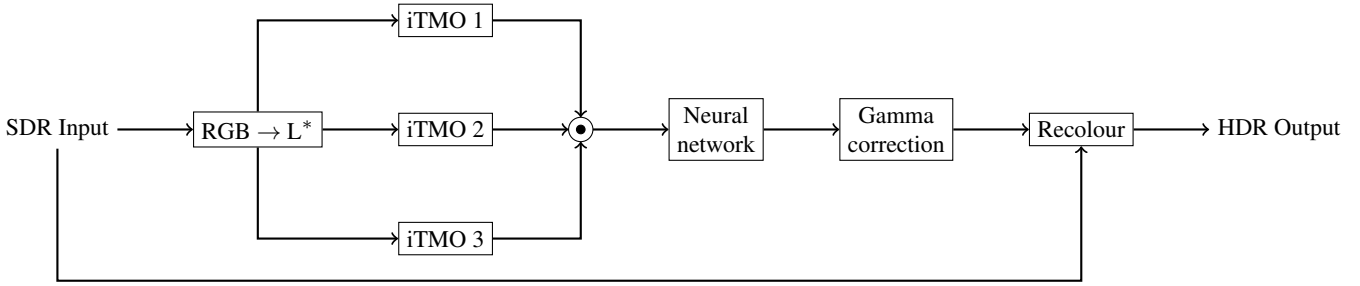 SDR Input
RGB → L*
iTMO 1
iTMO 2
iTMO 3
Neural
network
Gamma
correction
Recolour
HDR Output